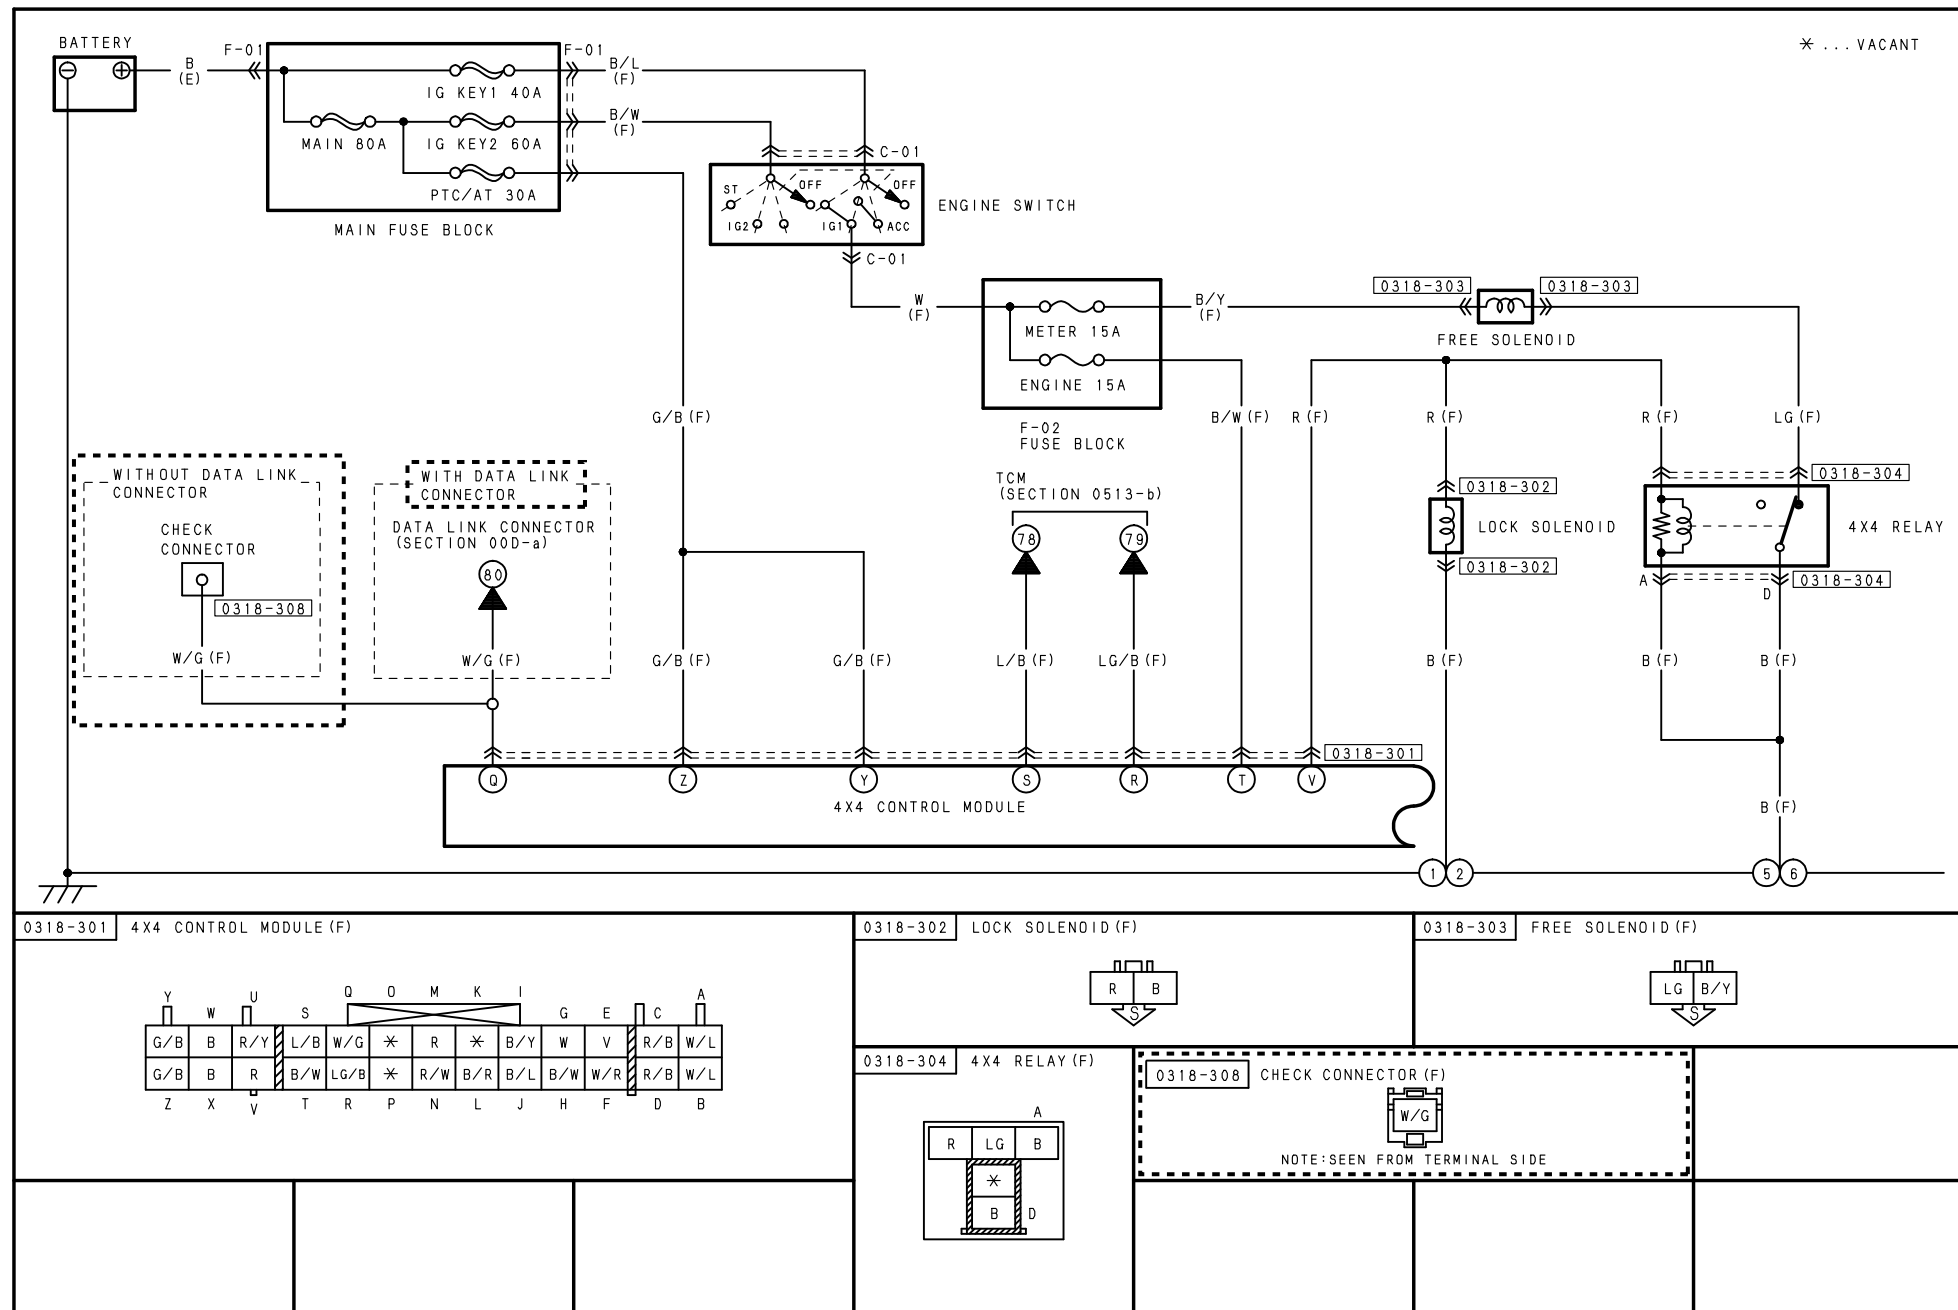 BATTERY
B
(E)
F-01
F-01
IG KEY1 40A
MAIN 80A
IG KEY2 60A
PTC/AT 30A
MAIN FUSE BLOCK
B/L
(F)
B/W
(F)
✳ ... VACANT
C-01
ST
OFF
OFF
IG2
IG1
ACC
ENGINE SWITCH
C-01
W
(F)
METER 15A
ENGINE 15A
F-02
FUSE BLOCK
B/Y
(F)
0318-303
0318-303
FREE SOLENOID
G/B (F)
B/W (F)
R (F)
R (F)
R (F)
LG (F)
WITHOUT DATA LINK
CONNECTOR
CHECK
CONNECTOR
0318-308
W/G (F)
WITH DATA LINK
CONNECTOR
DATA LINK CONNECTOR
(SECTION 00D-a)
80
W/G (F)
G/B (F)
G/B (F)
TCM
(SECTION 0513-b)
78
79
L/B (F)
LG/B (F)
0318-302
LOCK SOLENOID
0318-302
0318-304
4X4 RELAY
A
D
0318-304
B (F)
B (F)
B (F)
B (F)
0318-301
Q
Z
Y
S
R
T
V
4X4 CONTROL MODULE
1
2
5
6
0318-301 4X4 CONTROL MODULE (F)
Y W U S Q O M K I G E C A
G/B B R/Y L/B W/G ✳ R ✳ B/Y W V R/B W/L
G/B B R B/W LG/B ✳ R/W B/R B/L B/W W/R R/B W/L
Z X V T R P N L J H F D B
0318-302 LOCK SOLENOID (F)
R B
S
0318-303 FREE SOLENOID (F)
LG B/Y
S
0318-304 4X4 RELAY (F)
A
R LG B
✳
B D
0318-308 CHECK CONNECTOR (F)
W/G
NOTE:SEEN FROM TERMINAL SIDE